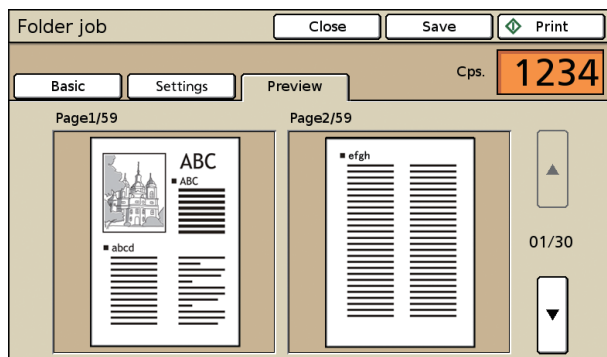 Folder job
Close
Save
Print
Basic
Settings
Preview
Cps.
1234
Page1/59
Page2/59
ABC
■ ABC
■ abcd
■ efgh
▲
01/30
▼